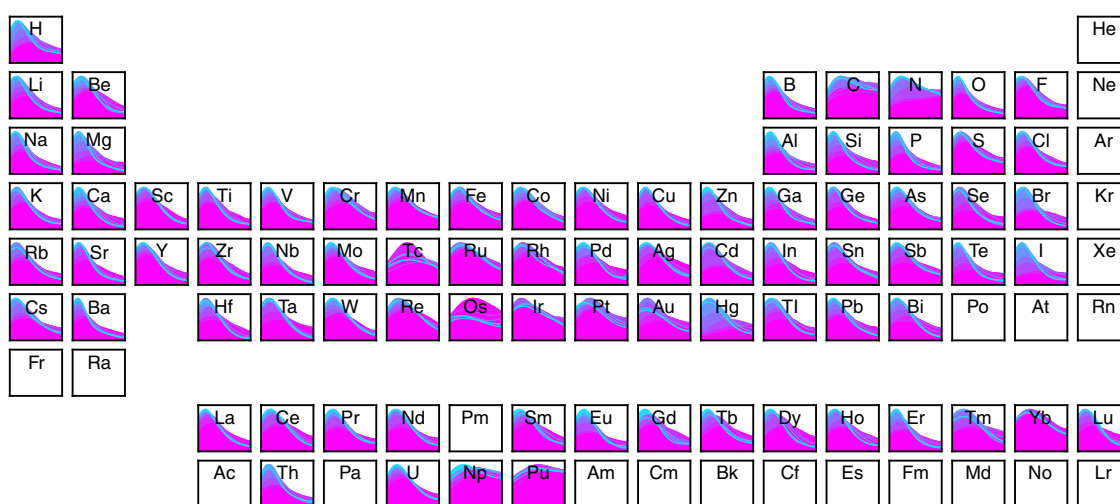 H He
Li Be B C N O F Ne
Na Mg Al Si P S Cl Ar
K Ca Sc Ti V Cr Mn Fe Co Ni Cu Zn Ga Ge As Se Br Kr
Rb Sr Y Zr Nb Mo Tc Ru Rh Pd Ag Cd In Sn Sb Te I Xe
Cs Ba Hf Ta W Re Os Ir Pt Au Hg Tl Pb Bi Po At Rn
Fr Ra
La Ce Pr Nd Pm Sm Eu Gd Tb Dy Ho Er Tm Yb Lu
Ac Th Pa U Np Pu Am Cm Bk Cf Es Fm Md No Lr